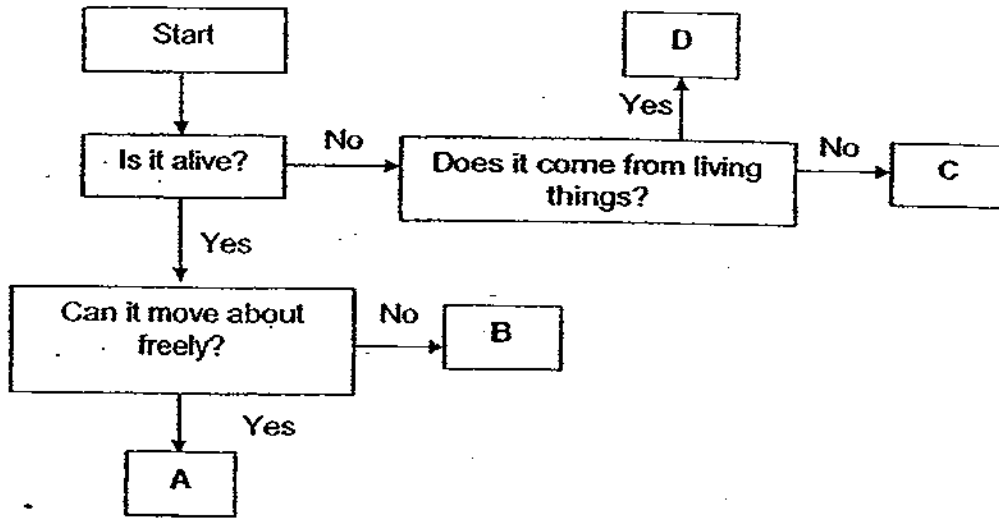 Start
D
Yes
Is it alive?
No
Does it come from living
things?
No
C
Yes
Can it move about
freely?
No
B
Yes
A